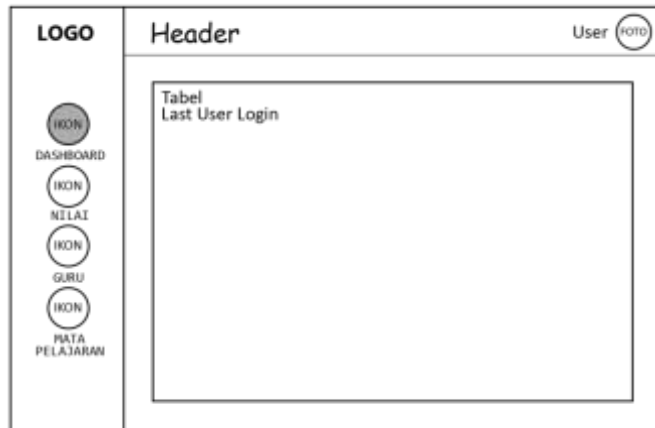 LOGO
Header
User
FOTO
IKON
DASHBOARD
IKON
NILAI
IKON
GURU
IKON
MATA
PELAJARAN
Tabel
Last User Login